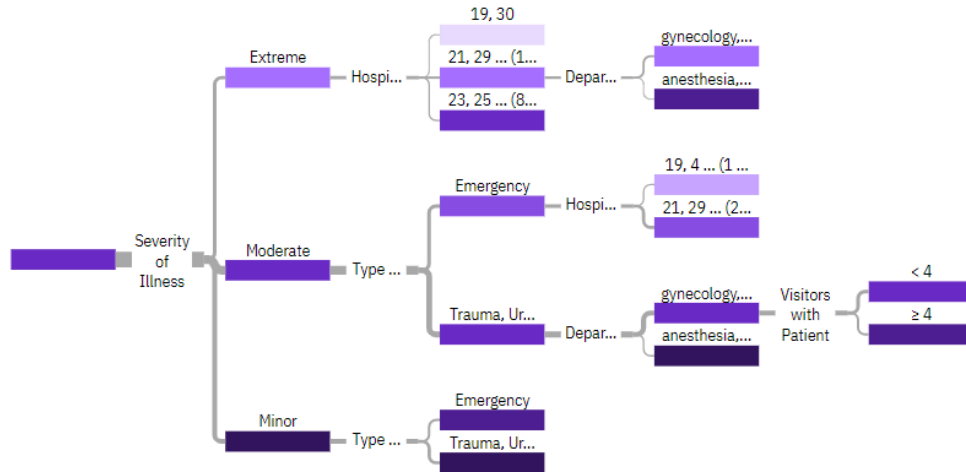 19, 30
gynecology,...
Extreme
21, 29 ... (1...
anesthesia,...
Hospi...
Depar...
23, 25 ... (8...
19, 4 ... (1 ...
Emergency
Hospi...
21, 29 ... (2...
Severity
of
Illness
Moderate
Type ...
< 4
gynecology,...
Visitors
with
Patient
Trauma, Ur...
≥ 4
Depar...
anesthesia,...
Emergency
Minor
Type ...
Trauma, Ur...